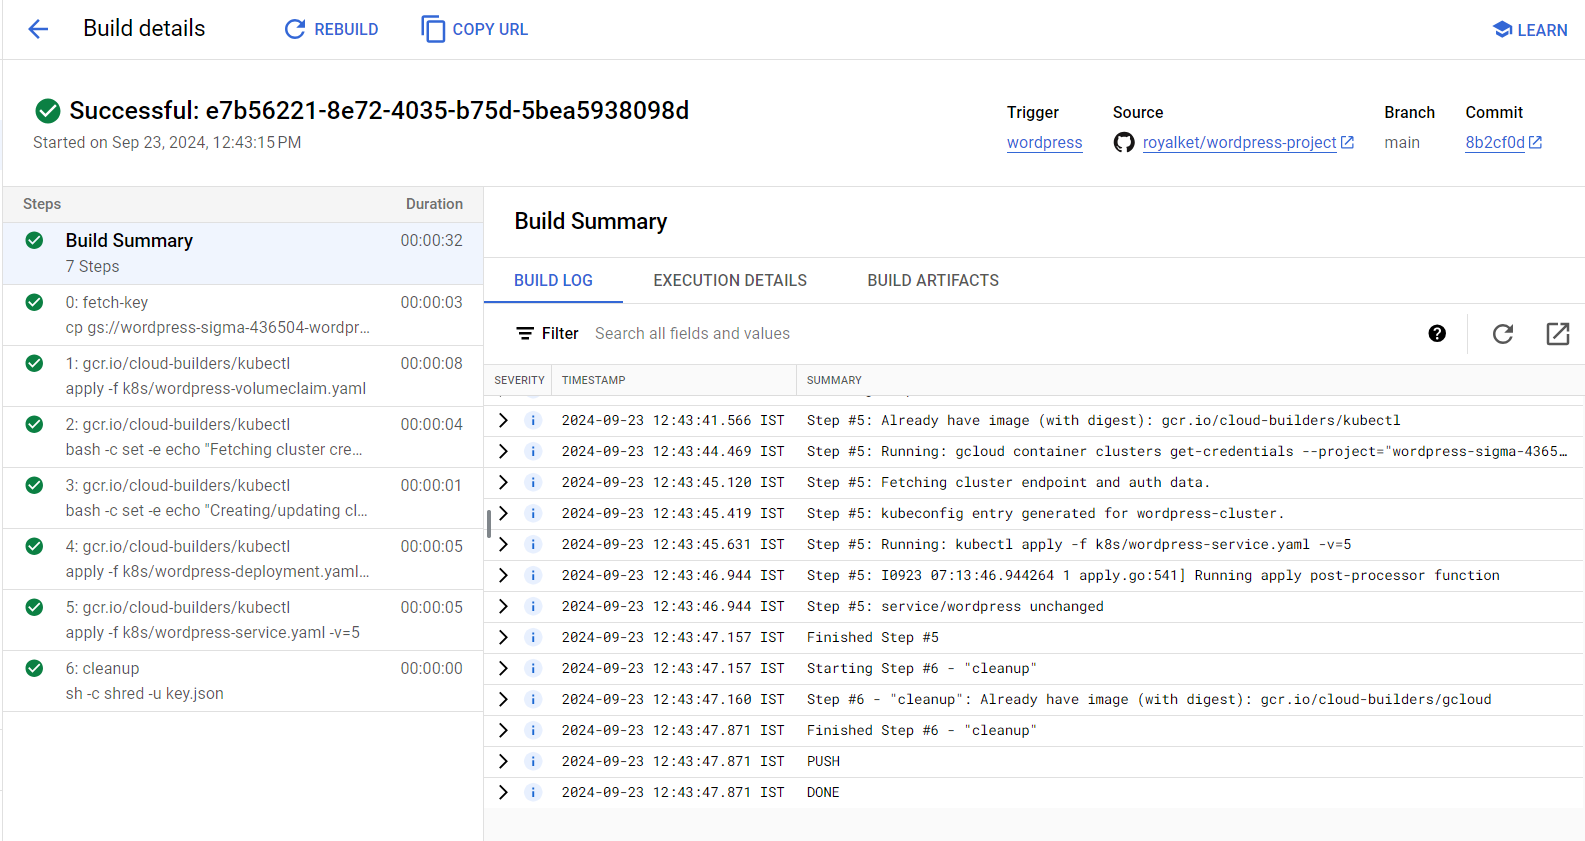 Build details
REBUILD
COPY URL
LEARN
Successful: e7b56221-8e72-4035-b75d-5bea5938098d
Started on Sep 23, 2024, 12:43:15 PM
Trigger
wordpress
Source
royalket/wordpress-project
Branch
main
Commit
8b2cf0d
Steps Duration
Build Summary 00:00:32
7 Steps
0: fetch-key 00:00:03
cp gs://wordpress-sigma-436504-wordpr...
1: gcr.io/cloud-builders/kubectl 00:00:08
apply -f k8s/wordpress-volumeclaim.yaml
2: gcr.io/cloud-builders/kubectl 00:00:04
bash -c set -e echo "Fetching cluster cre...
3: gcr.io/cloud-builders/kubectl 00:00:01
bash -c set -e echo "Creating/updating cl...
4: gcr.io/cloud-builders/kubectl 00:00:05
apply -f k8s/wordpress-deployment.yaml...
5: gcr.io/cloud-builders/kubectl 00:00:05
apply -f k8s/wordpress-service.yaml -v=5
6: cleanup 00:00:00
sh -c shred -u key.json
Build Summary
BUILD LOG EXECUTION DETAILS BUILD ARTIFACTS
Filter Search all fields and values
SEVERITY TIMESTAMP SUMMARY
2024-09-23 12:43:41.566 IST Step #5: Already have image (with digest): gcr.io/cloud-builders/kubectl
2024-09-23 12:43:44.469 IST Step #5: Running: gcloud container clusters get-credentials --project="wordpress-sigma-4365...
2024-09-23 12:43:45.120 IST Step #5: Fetching cluster endpoint and auth data.
2024-09-23 12:43:45.419 IST Step #5: kubeconfig entry generated for wordpress-cluster.
2024-09-23 12:43:45.631 IST Step #5: Running: kubectl apply -f k8s/wordpress-service.yaml -v=5
2024-09-23 12:43:46.944 IST Step #5: I0923 07:13:46.944264 1 apply.go:541] Running apply post-processor function
2024-09-23 12:43:46.944 IST Step #5: service/wordpress unchanged
2024-09-23 12:43:47.157 IST Finished Step #5
2024-09-23 12:43:47.157 IST Starting Step #6 - "cleanup"
2024-09-23 12:43:47.160 IST Step #6 - "cleanup": Already have image (with digest): gcr.io/cloud-builders/gcloud
2024-09-23 12:43:47.871 IST Finished Step #6 - "cleanup"
2024-09-23 12:43:47.871 IST PUSH
2024-09-23 12:43:47.871 IST DONE